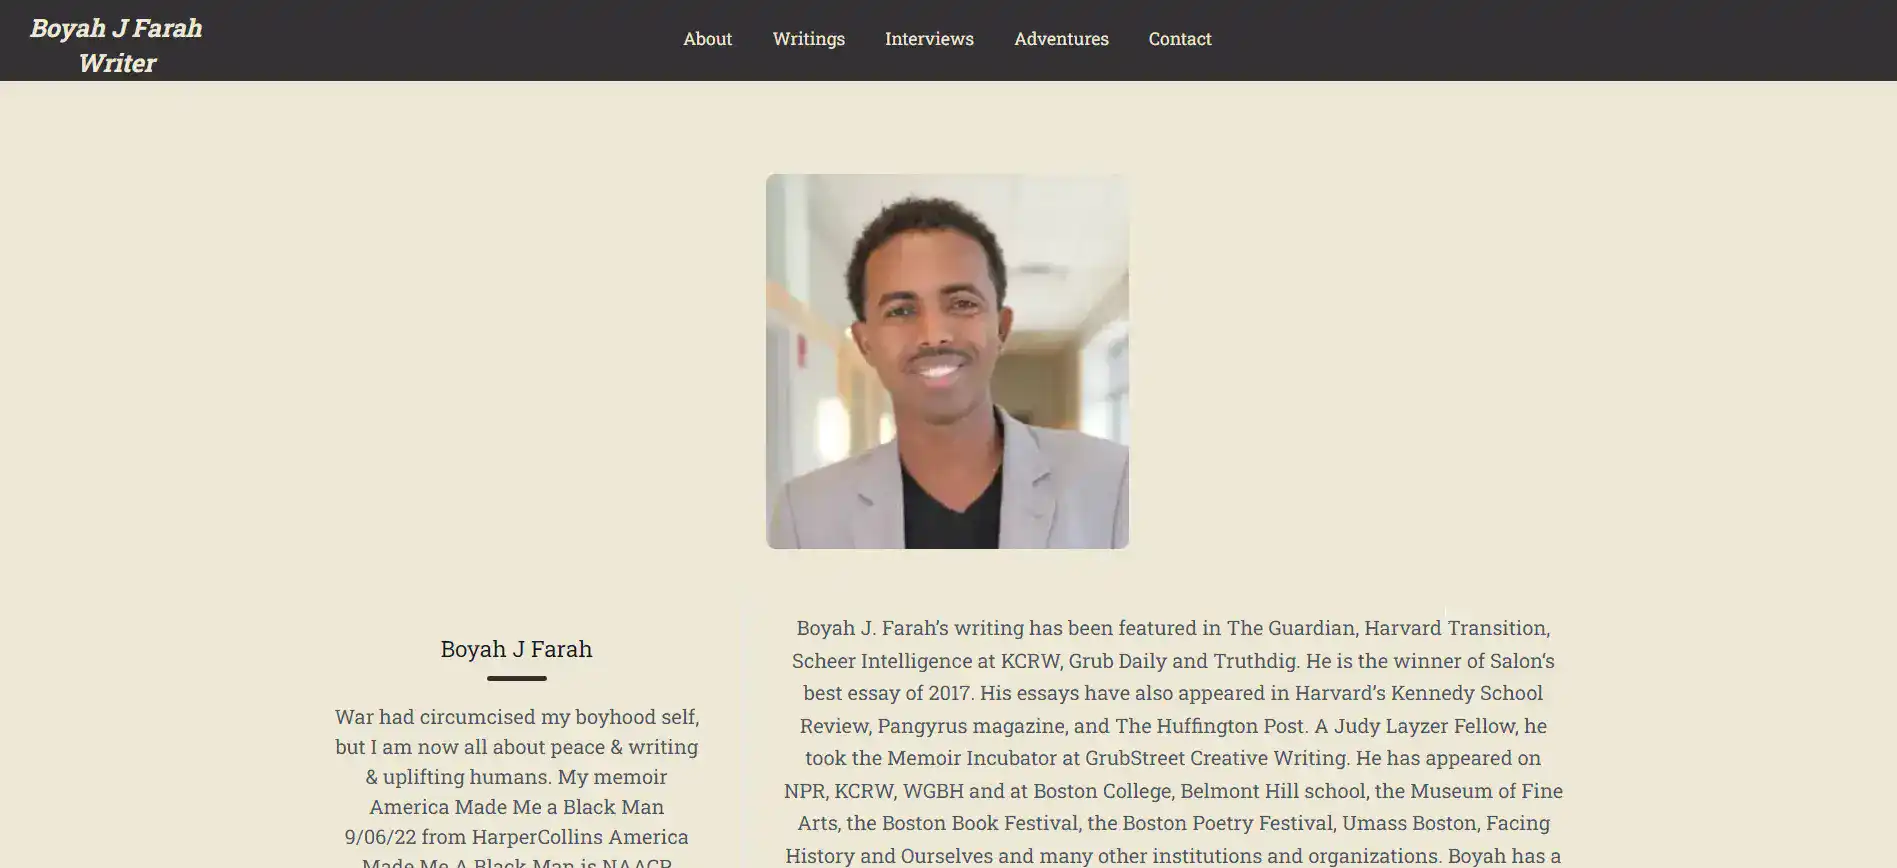 Boyah J Farah
Writer
About
Writings
Interviews
Adventures
Contact
Boyah J Farah
War had circumcised my boyhood self,
but I am now all about peace & writing
& uplifting humans. My memoir
America Made Me a Black Man
9/06/22 from HarperCollins America
Made Me A Black Man is NAACP
Boyah J. Farah’s writing has been featured in The Guardian, Harvard Transition,
Scheer Intelligence at KCRW, Grub Daily and Truthdig. He is the winner of Salon‘s
best essay of 2017. His essays have also appeared in Harvard’s Kennedy School
Review, Pangyrus magazine, and The Huffington Post. A Judy Layzer Fellow, he
took the Memoir Incubator at GrubStreet Creative Writing. He has appeared on
NPR, KCRW, WGBH and at Boston College, Belmont Hill school, the Museum of Fine
Arts, the Boston Book Festival, the Boston Poetry Festival, Umass Boston, Facing
History and Ourselves and many other institutions and organizations. Boyah has a